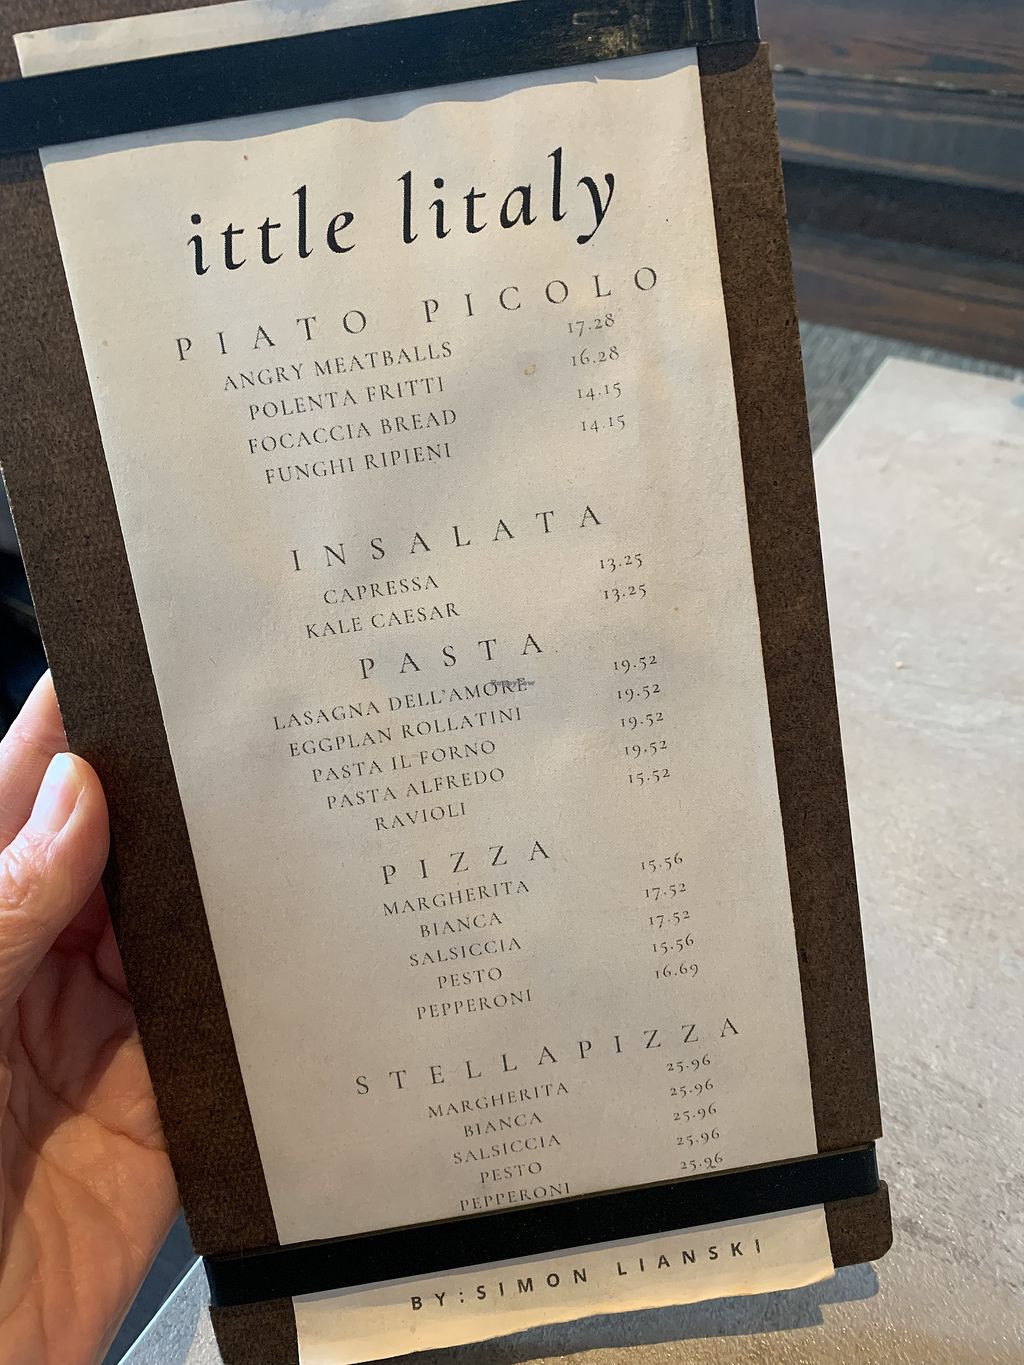 ittle litaly
PIATO PICOLO
ANGRY MEATBALLS 17.28
POLENTA FRITTI 16.28
FOCACCIA BREAD 14.15
FUNGHI RIPIENI 14.15
INSALATA
CAPRESSA 13.25
KALE CAESAR 13.25
PASTA
LASAGNA DELL'AMORE 19.52
EGGPLAN ROLLATINI 19.52
PASTA IL FORNO 19.52
PASTA ALFREDO 19.52
RAVIOLI 15.52
PIZZA
MARGHERITA 15.56
BIANCA 17.52
SALSICCIA 17.52
PESTO 15.56
PEPPERONI 16.69
STELLAPIZZA
MARGHERITA 25.96
BIANCA 25.96
SALSICCIA 25.96
PESTO 25.96
PEPPERONI 25.96
BY:SIMON LIANSKI
HappyCow